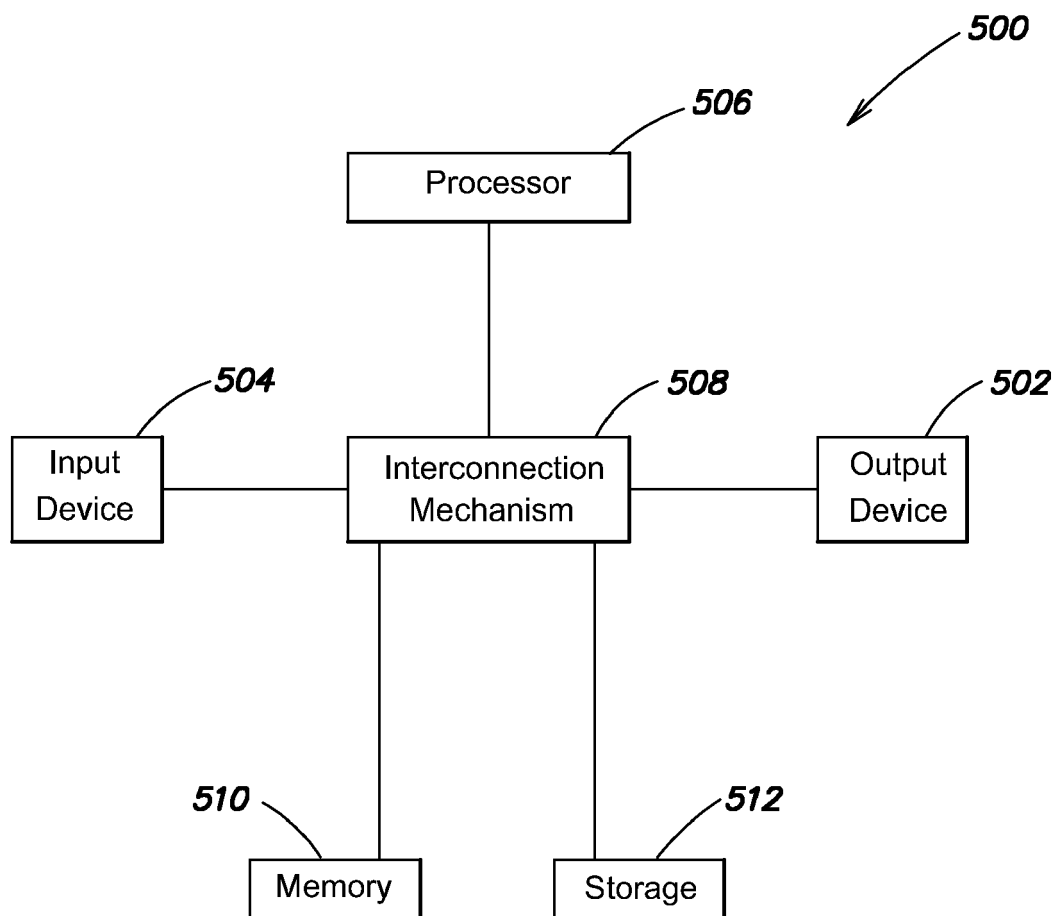 500
506
Processor
504
508
502
Input
Device
Interconnection
Mechanism
Output
Device
510
512
Memory
Storage